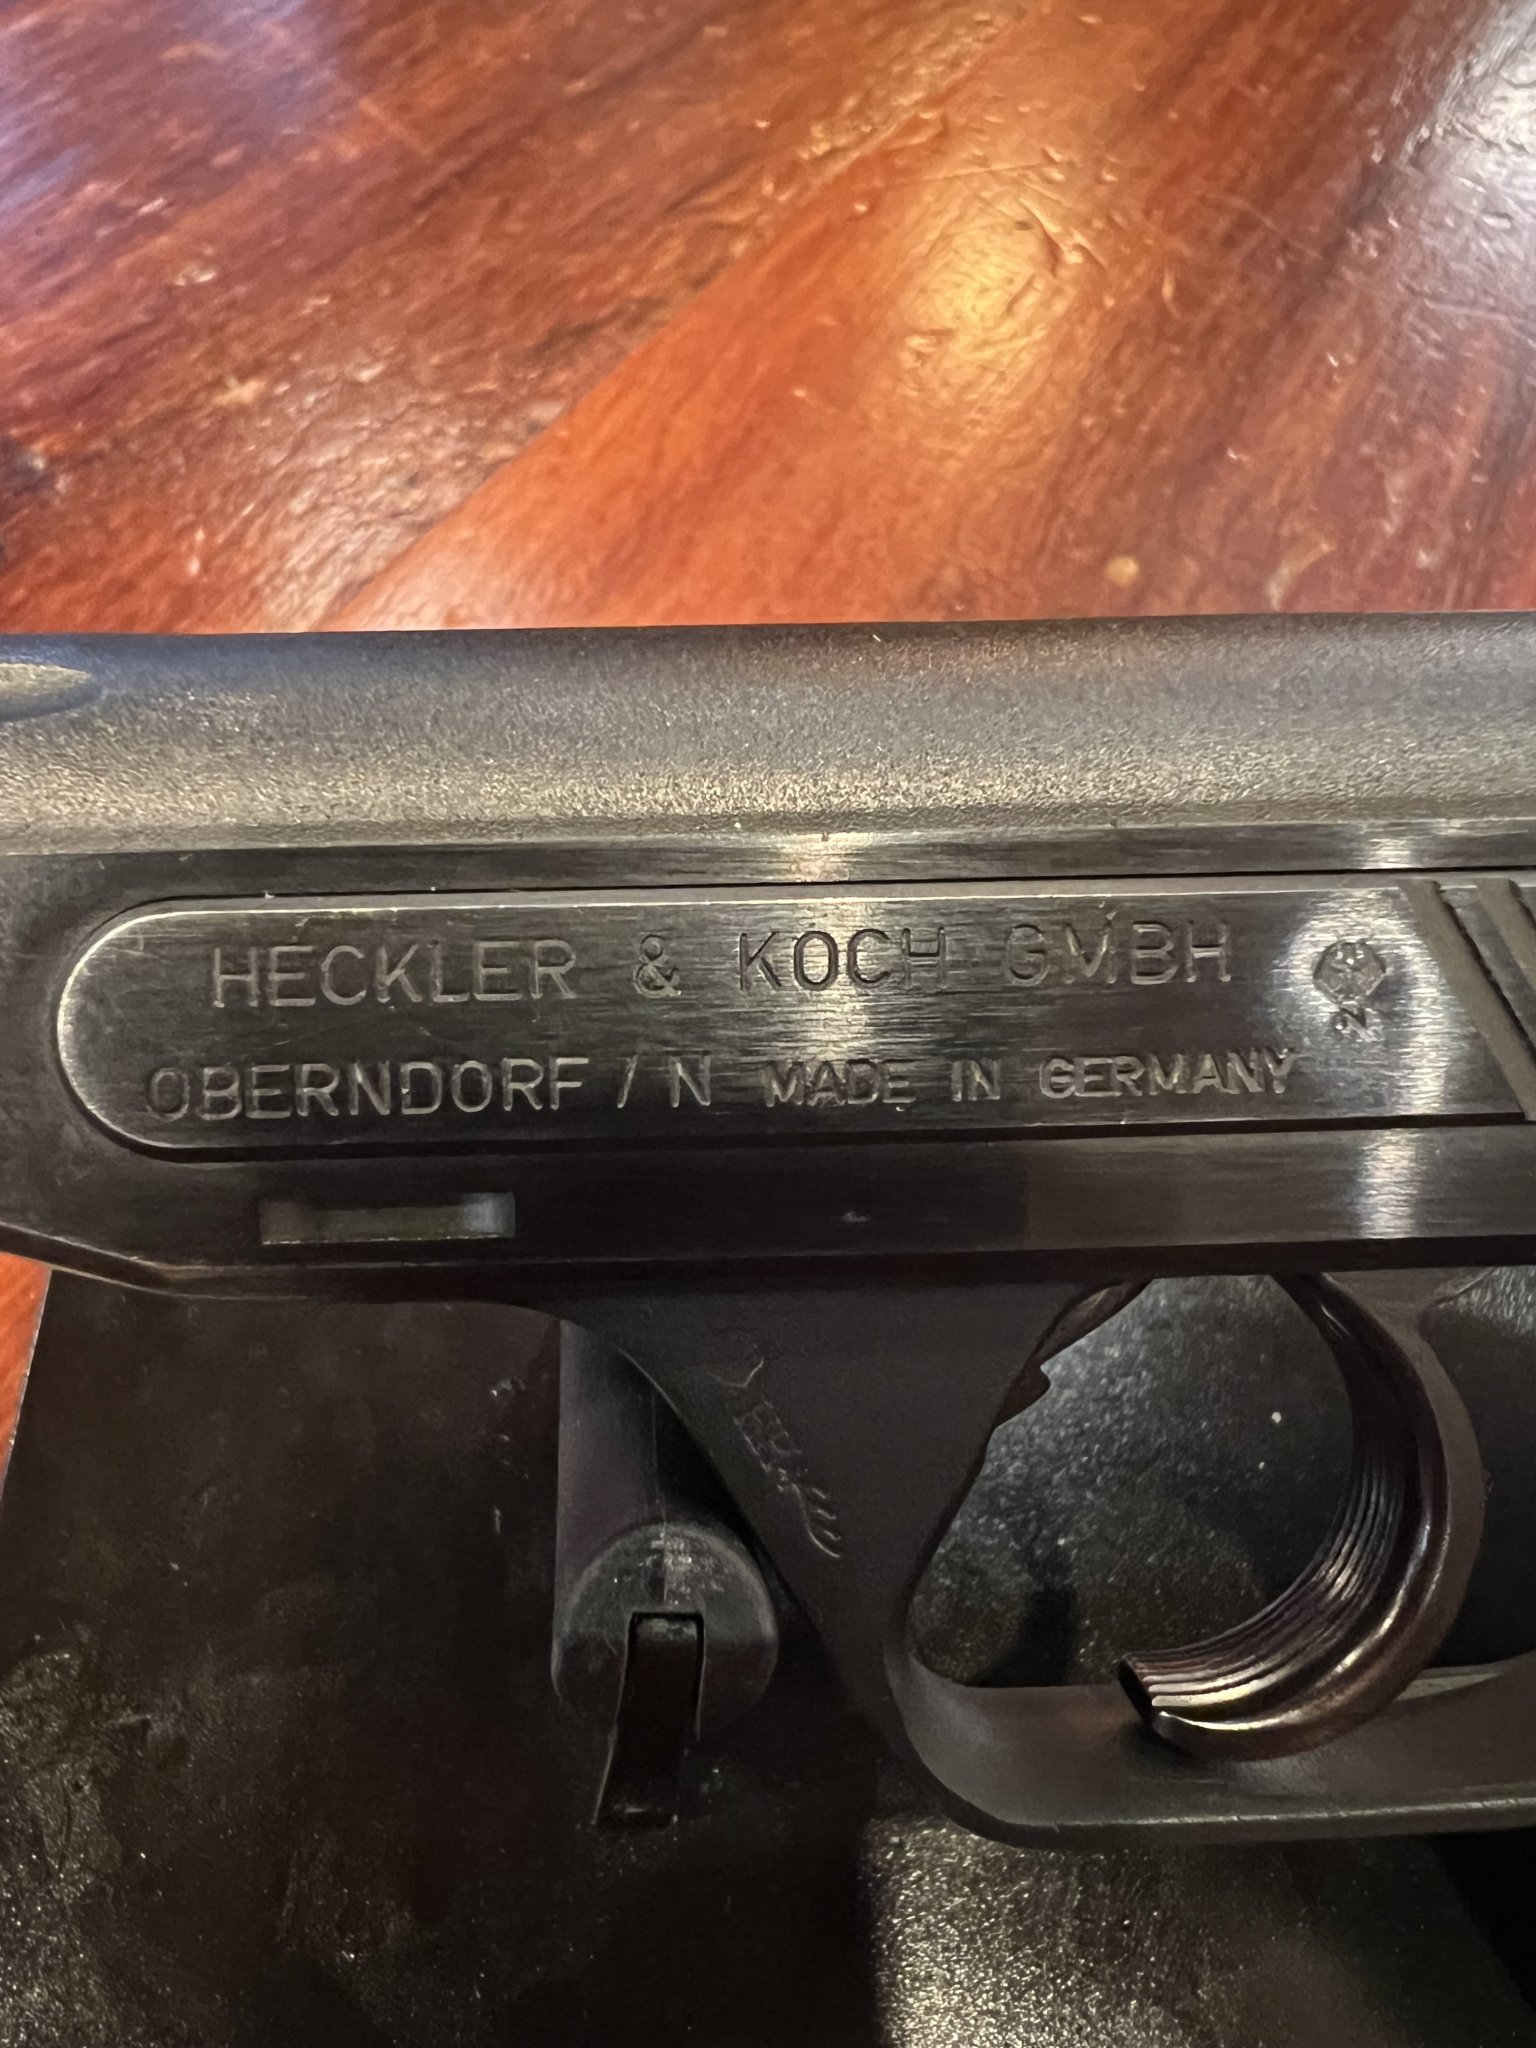 HECKLER & KOCH GMBH
OBERNDORF / N MADE IN GERMANY